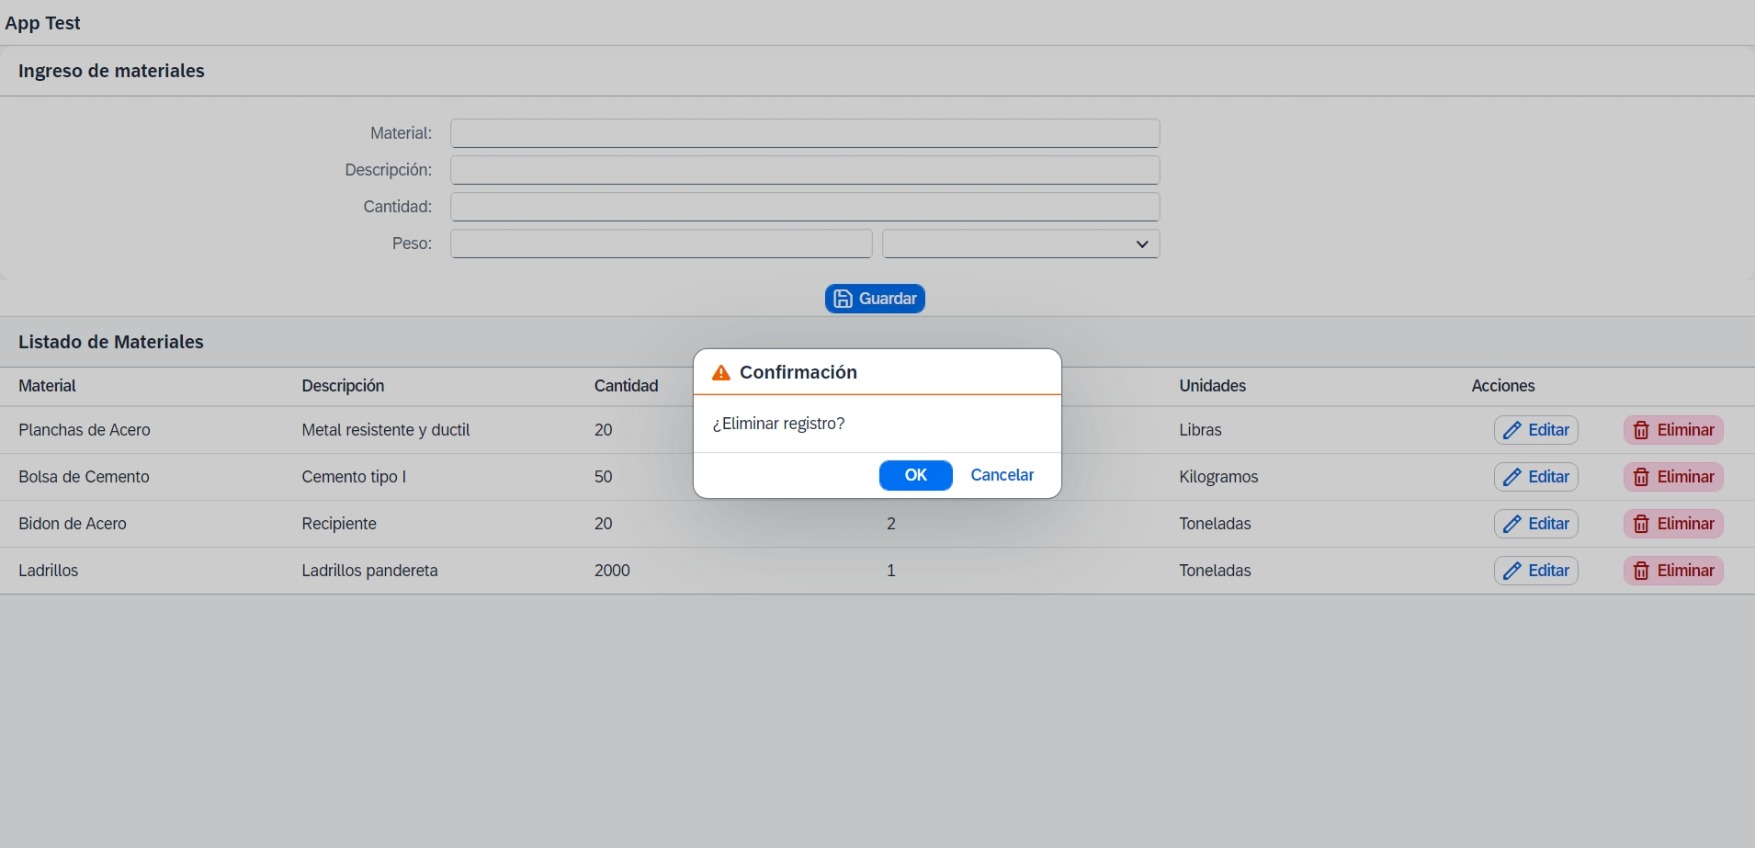 App Test
Ingreso de materiales
Material:
Descripción:
Cantidad:
Peso:
Guardar
Listado de Materiales
Material Descripción Cantidad Unidades Acciones
Planchas de Acero Metal resistente y ductil 20 Libras Editar Eliminar
Bolsa de Cemento Cemento tipo I 50 Kilogramos Editar Eliminar
Bidon de Acero Recipiente 20 2 Toneladas Editar Eliminar
Ladrillos Ladrillos pandereta 2000 1 Toneladas Editar Eliminar
Confirmación
¿Eliminar registro?
OK Cancelar